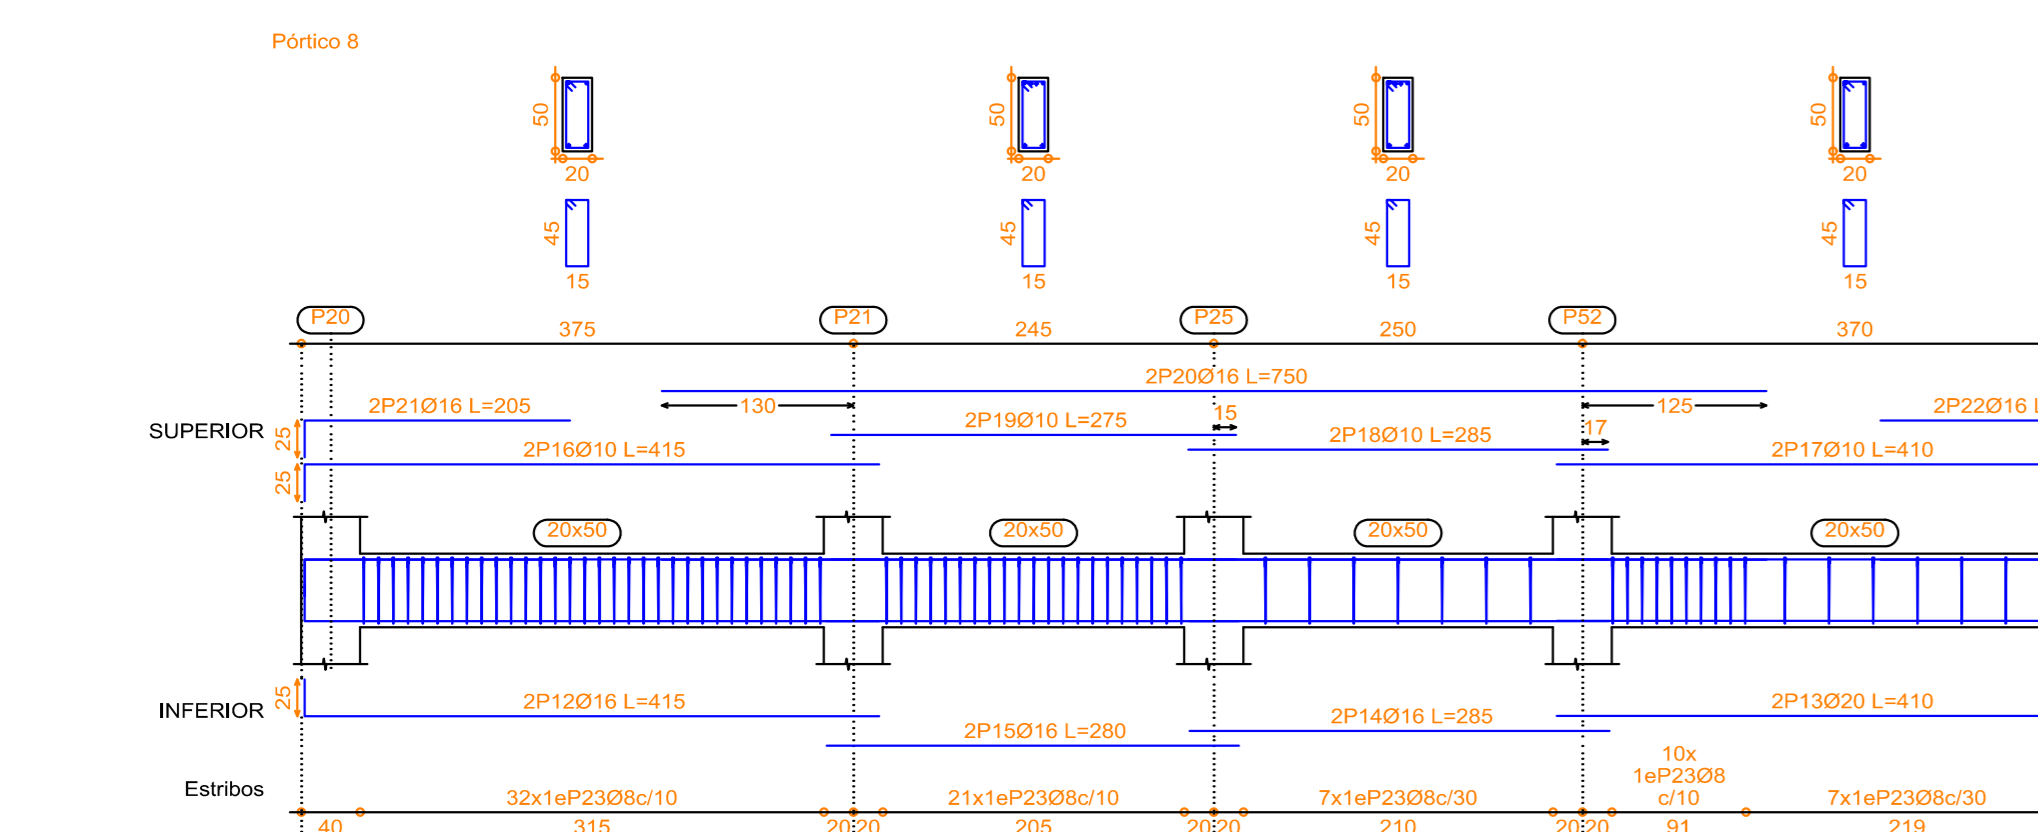 Pórtico 8
50 50 50 50
20 20 20 20
45 45 45 45
15 15 15 15
P20 P21 P25 P52
375 245 250 370
2P20Ø16 L=750
130 125
2P21Ø16 L=205 2P19Ø10 L=275 15 2P22Ø16 L
SUPERIOR 25 2P18Ø10 L=285 17
2P16Ø10 L=415 2P17Ø10 L=410
25
20x50 20x50 20x50 20x50
25 2P12Ø16 L=415 2P13Ø20 L=410
INFERIOR 2P14Ø16 L=285
2P15Ø16 L=280
10x
1eP23Ø8
c/10
Estribos 32x1eP23Ø8c/10 21x1eP23Ø8c/10 7x1eP23Ø8c/30 7x1eP23Ø8c/30
40 315 20 20 205 20 20 210 20 20 91 219